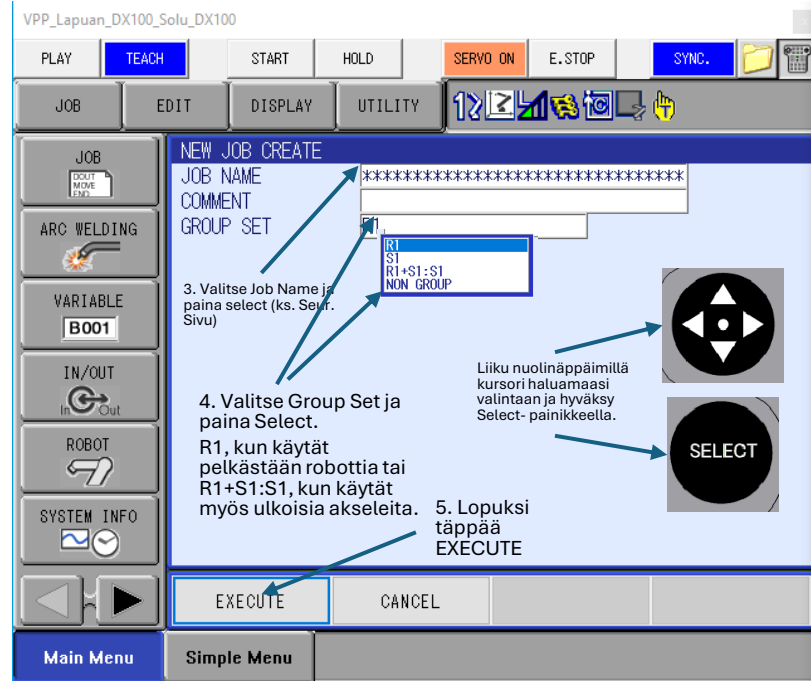 VPP_Lapuan_DX100_Solu_DX100
PLAY TEACH START HOLD SERVO ON E.STOP SYNC.
JOB EDIT DISPLAY UTILITY
JOB
DOUT
MOVE
END
ARC WELDING
VARIABLE
B001
IN/OUT
In Out
ROBOT
SYSTEM INFO
NEW JOB CREATE
JOB NAME ********************************
COMMENT
GROUP SET R1
R1
S1
R1+S1:S1
NON GROUP
3. Valitse Job Name ja
paina select (ks. Seur.
Sivu)
4. Valitse Group Set ja
paina Select.
R1, kun käytät
pelkästään robottia tai
R1+S1:S1, kun käytät
myös ulkoisia akseleita.
Liiku nuolinäppäimillä
kursori haluamaasi
valintaan ja hyväksy
Select- painikkeella.
SELECT
5. Lopuksi
täppää
EXECUTE
EXECUTE CANCEL
Main Menu Simple Menu